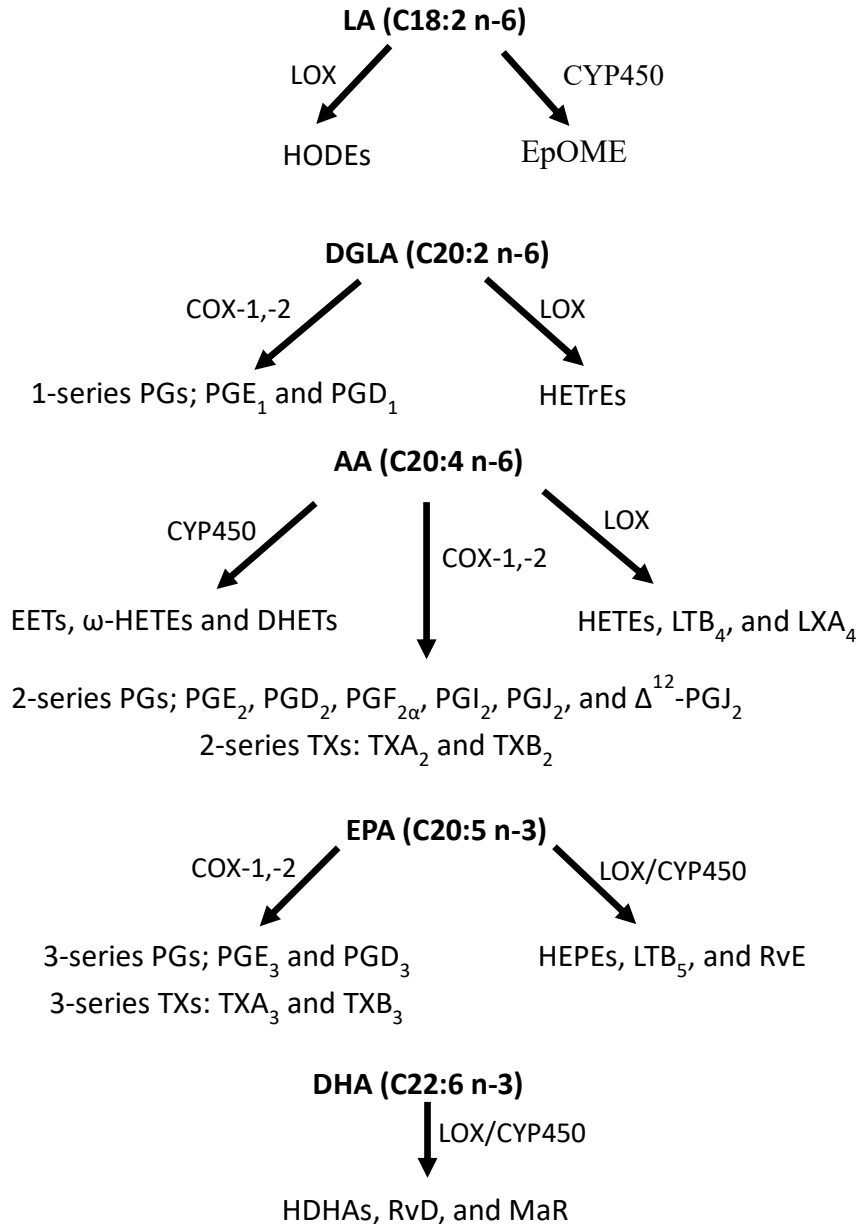 LA (C18:2 n-6)
LOX
CYP450
HODEs
EpOME
DGLA (C20:2 n-6)
COX-1,-2
LOX
1-series PGs; PGE₁ and PGD₁
HETrEs
AA (C20:4 n-6)
CYP450
COX-1,-2
LOX
EETs, ω-HETEs and DHETs
HETEs, LTB₄, and LXA₄
2-series PGs; PGE₂, PGD₂, PGF₂α, PGI₂, PGJ₂, and Δ¹²-PGJ₂
2-series TXs: TXA₂ and TXB₂
EPA (C20:5 n-3)
COX-1,-2
LOX/CYP450
3-series PGs; PGE₃ and PGD₃
3-series TXs: TXA₃ and TXB₃
HEPEs, LTB₅, and RvE
DHA (C22:6 n-3)
LOX/CYP450
HDHAs, RvD, and MaR